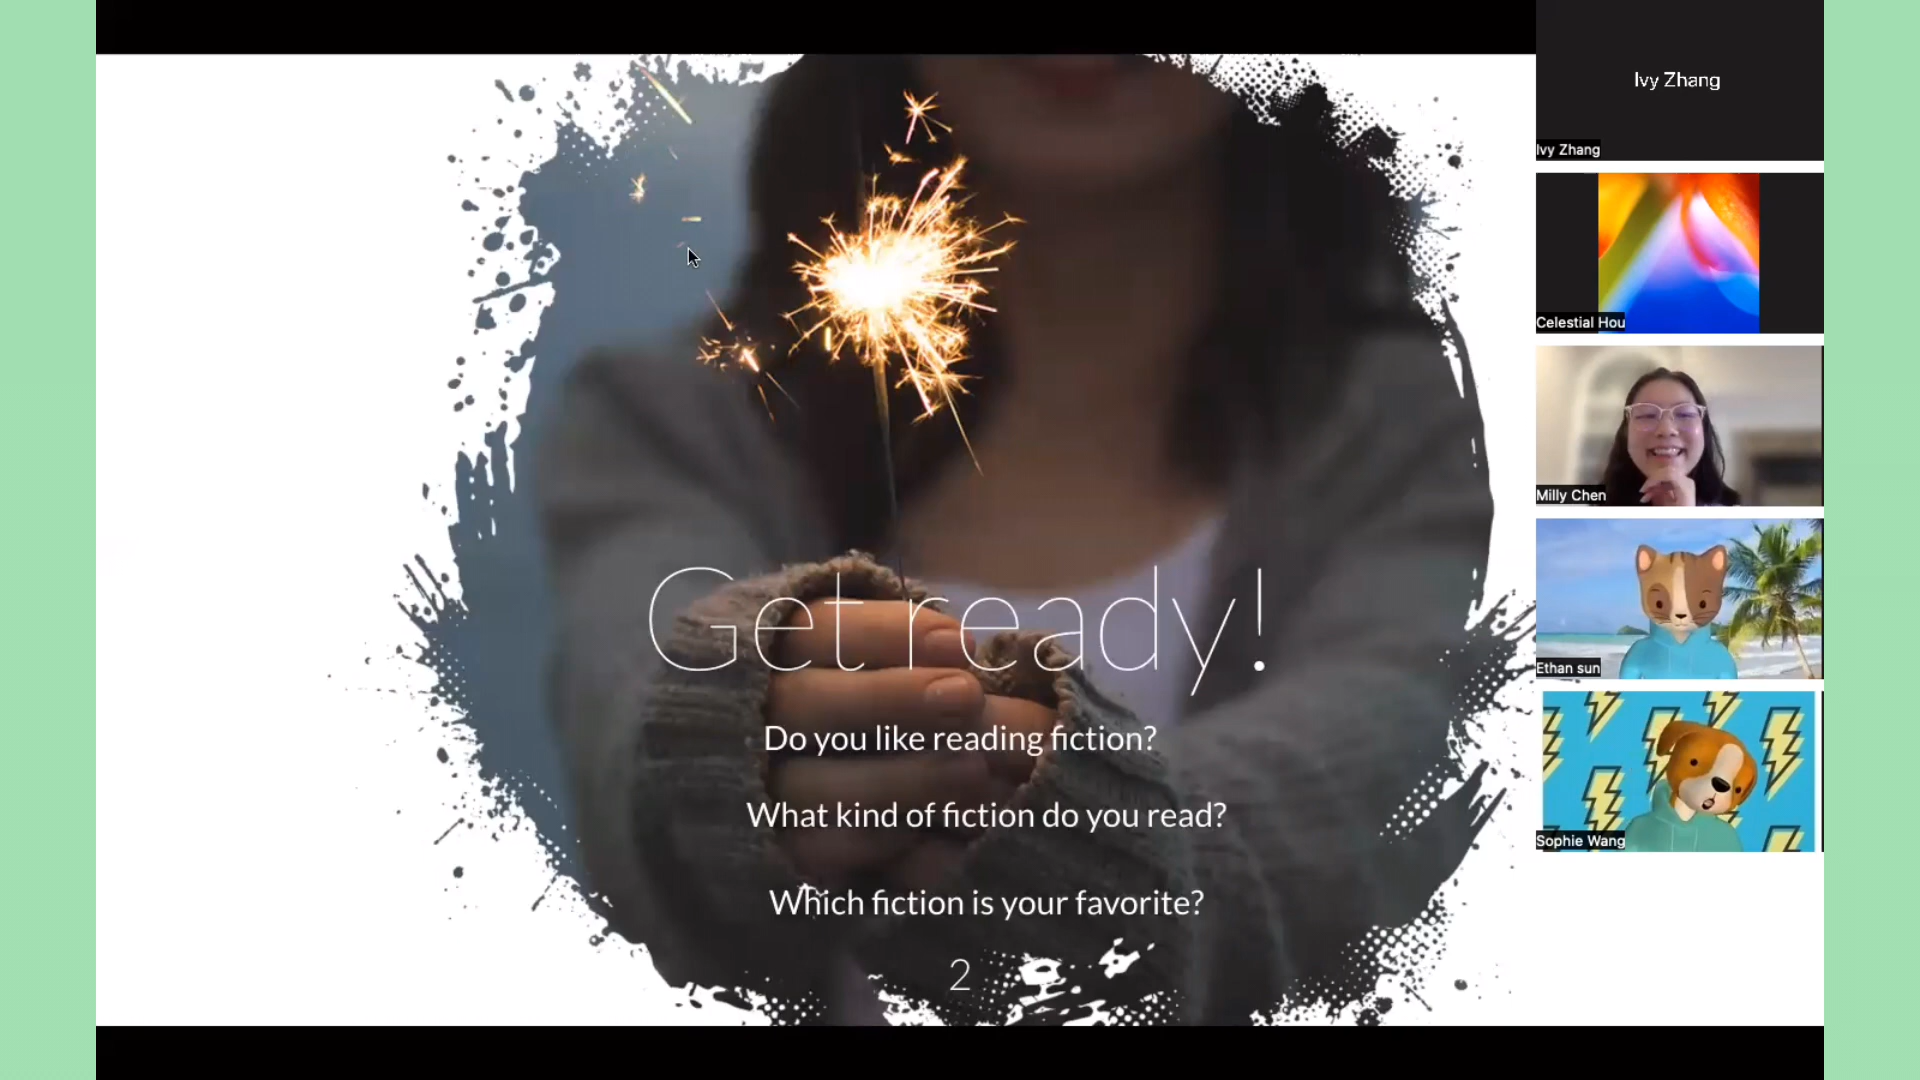 Get ready!
Do you like reading fiction?
What kind of fiction do you read?
Which fiction is your favorite?
2
Ivy Zhang
Ivy Zhang
Celestial Hou
Milly Chen
Ethan sun
Sophie Wang